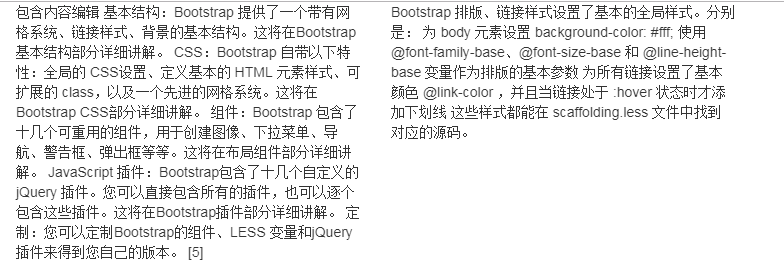 包含内容编辑 基本结构：Bootstrap 提供了一个带有网
格系统、链接样式、背景的基本结构。这将在Bootstrap
基本结构部分详细讲解。 CSS：Bootstrap 自带以下特
性：全局的 CSS设置、定义基本的 HTML 元素样式、可
扩展的 class，以及一个先进的网格系统。这将在
Bootstrap CSS部分详细讲解。 组件：Bootstrap 包含了
十几个可重用的组件，用于创建图像、下拉菜单、导
航、警告框、弹出框等等。这将在布局组件部分详细讲
解。 JavaScript 插件：Bootstrap包含了十几个自定义的
jQuery 插件。您可以直接包含所有的插件，也可以逐个
包含这些插件。这将在Bootstrap插件部分详细讲解。 定
制：您可以定制Bootstrap的组件、LESS 变量和jQuery
插件来得到您自己的版本。 [5]
Bootstrap 排版、链接样式设置了基本的全局样式。分别
是： 为 body 元素设置 background-color: #fff; 使用
@font-family-base、@font-size-base 和 @line-height-
base 变量作为排版的基本参数 为所有链接设置了基本
颜色 @link-color ，并且当链接处于 :hover 状态时才添
加下划线 这些样式都能在 scaffolding.less 文件中找到
对应的源码。